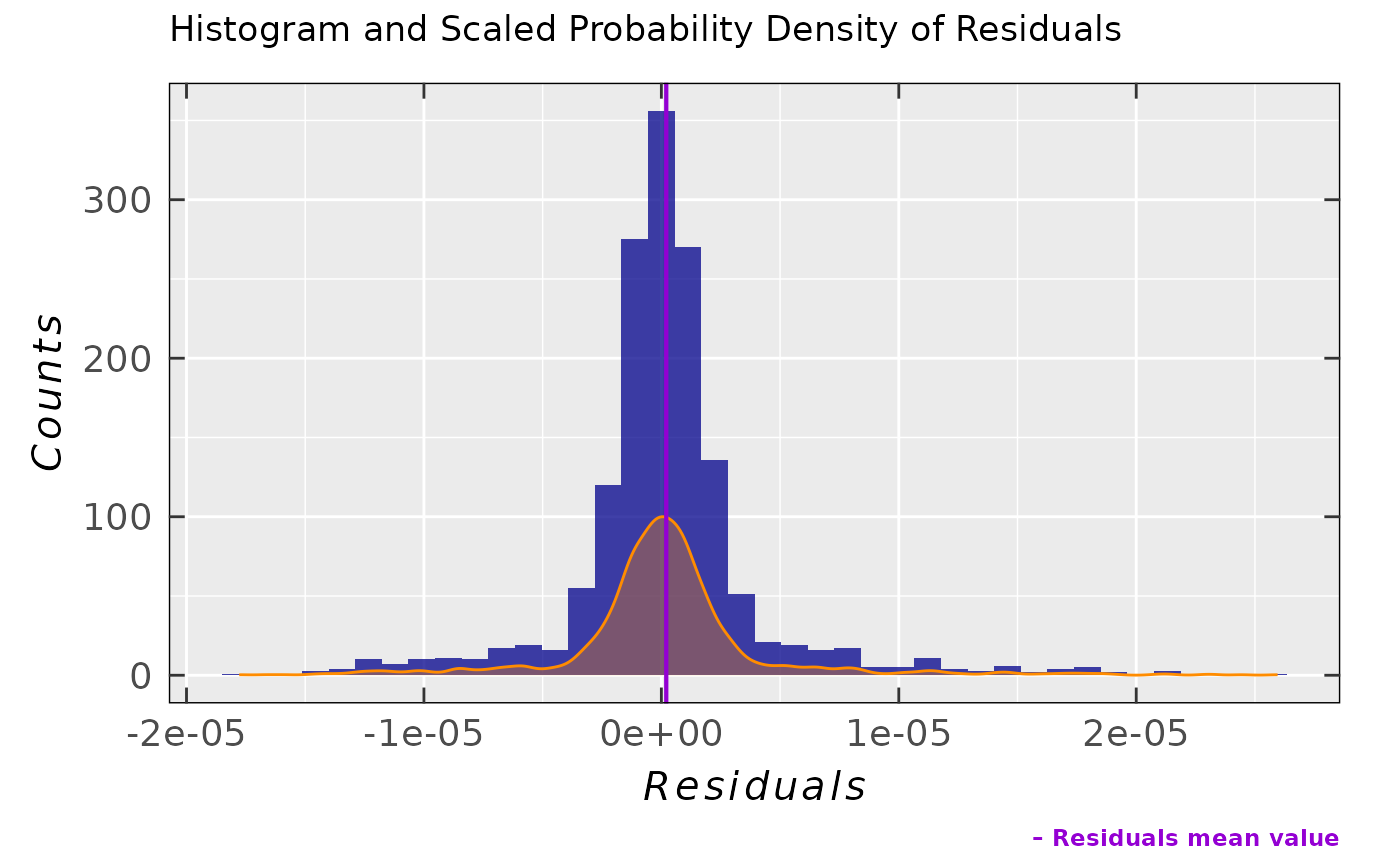 Histogram and Scaled Probability Density of Residuals
Counts
300
200
100
0
-2e-05 -1e-05 0e+00 1e-05 2e-05
Residuals
– Residuals mean value